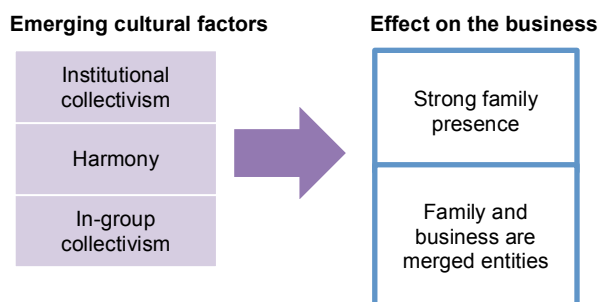 Emerging cultural factors
Institutional
collectivism
Harmony
In-group
collectivism
Effect on the business
Strong family
presence
Family and
business are
merged entities